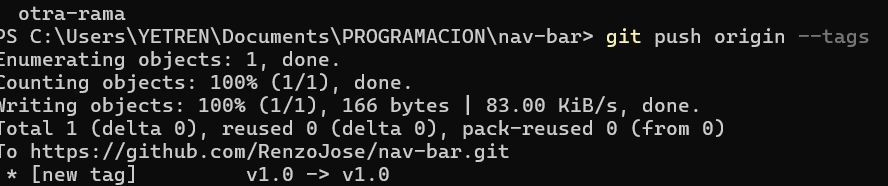 otra-rama
PS C:\Users\YETREN\Documents\PROGRAMACION\nav-bar> git push origin --tags
Enumerating objects: 1, done.
Counting objects: 100% (1/1), done.
Writing objects: 100% (1/1), 166 bytes | 83.00 KiB/s, done.
Total 1 (delta 0), reused 0 (delta 0), pack-reused 0 (from 0)
To https://github.com/RenzoJose/nav-bar.git
 * [new tag]         v1.0 -> v1.0